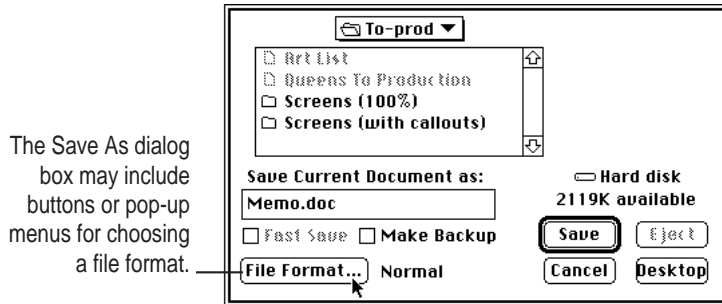 To-prod
Art List
Queens To Production
Screens (100%)
Screens (with callouts)
The Save As dialog
box may include
buttons or pop-up
menus for choosing
a file format.
Save Current Document as:
Hard disk
Memo.doc
2119K available
Fast Save
Make Backup
Save
Eject
File Format...
Normal
Cancel
Desktop